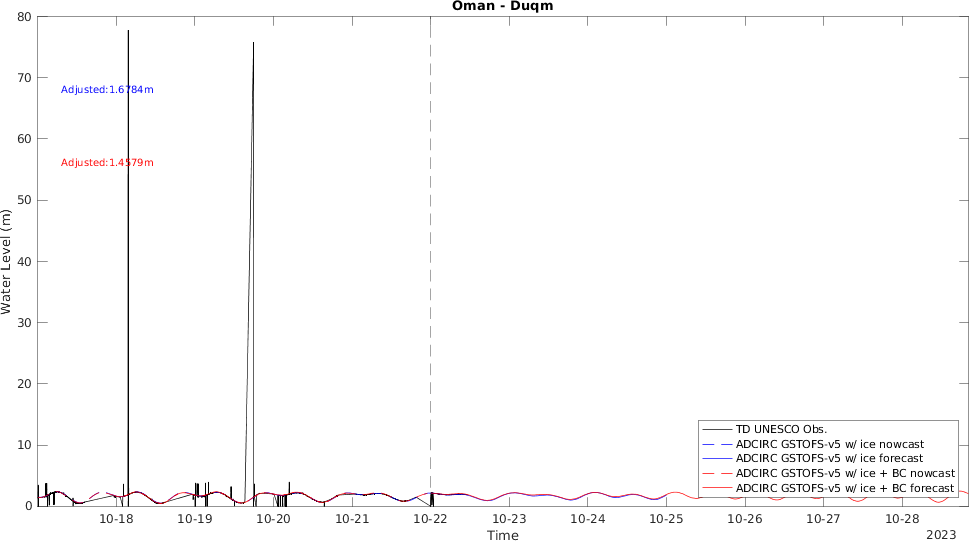 Oman - Duqm
80
70
60
50
40
30
20
10
0
Water Level (m)
Adjusted:1.6784m
Adjusted:1.4579m
TD UNESCO Obs.
ADCIRC GSTOFS-v5 w/ ice nowcast
ADCIRC GSTOFS-v5 w/ ice forecast
ADCIRC GSTOFS-v5 w/ ice + BC nowcast
ADCIRC GSTOFS-v5 w/ ice + BC forecast
10-18 10-19 10-20 10-21 10-22 10-23 10-24 10-25 10-26 10-27 10-28
Time
2023